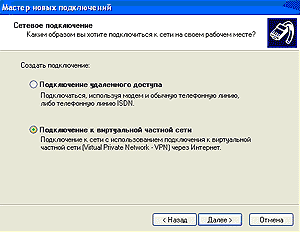 Мастер новых подключений
Сетевое подключение
Каким образом вы хотите подключиться к сети на своем рабочем месте?
Создать подключение:
Подключение удаленного доступа
Подключаться, используя модем и обычную телефонную линию,
либо телефонную линию ISDN.
Подключение к виртуальной частной сети
Подключение к сети с использованием подключения к виртуальной
частной сети (Virtual Private Network - VPN) через Интернет.
< Назад
Далее >
Отмена